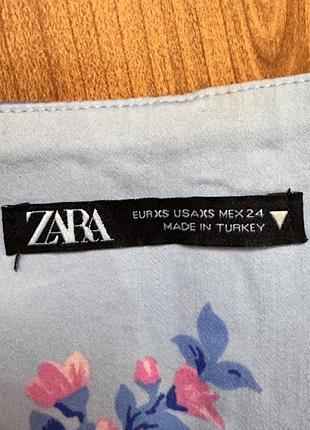 ZARA
EUR XS USA XS MEX 24
MADE IN TURKEY